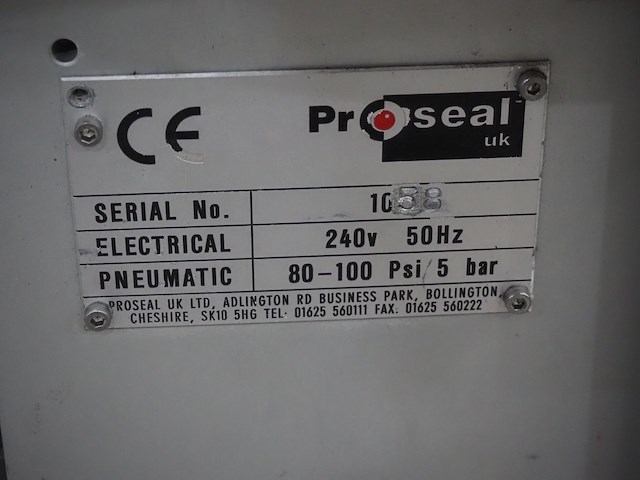 CE
Proseal
uk
SERIAL No.
ELECTRICAL 240v 50Hz
PNEUMATIC 80-100 Psi/5 bar
PROSEAL UK LTD, ADLINGTON RD BUSINESS PARK, BOLLINGTON,
CHESHIRE, SK10 5HG TEL: 01625 560111 FAX: 01625 560222